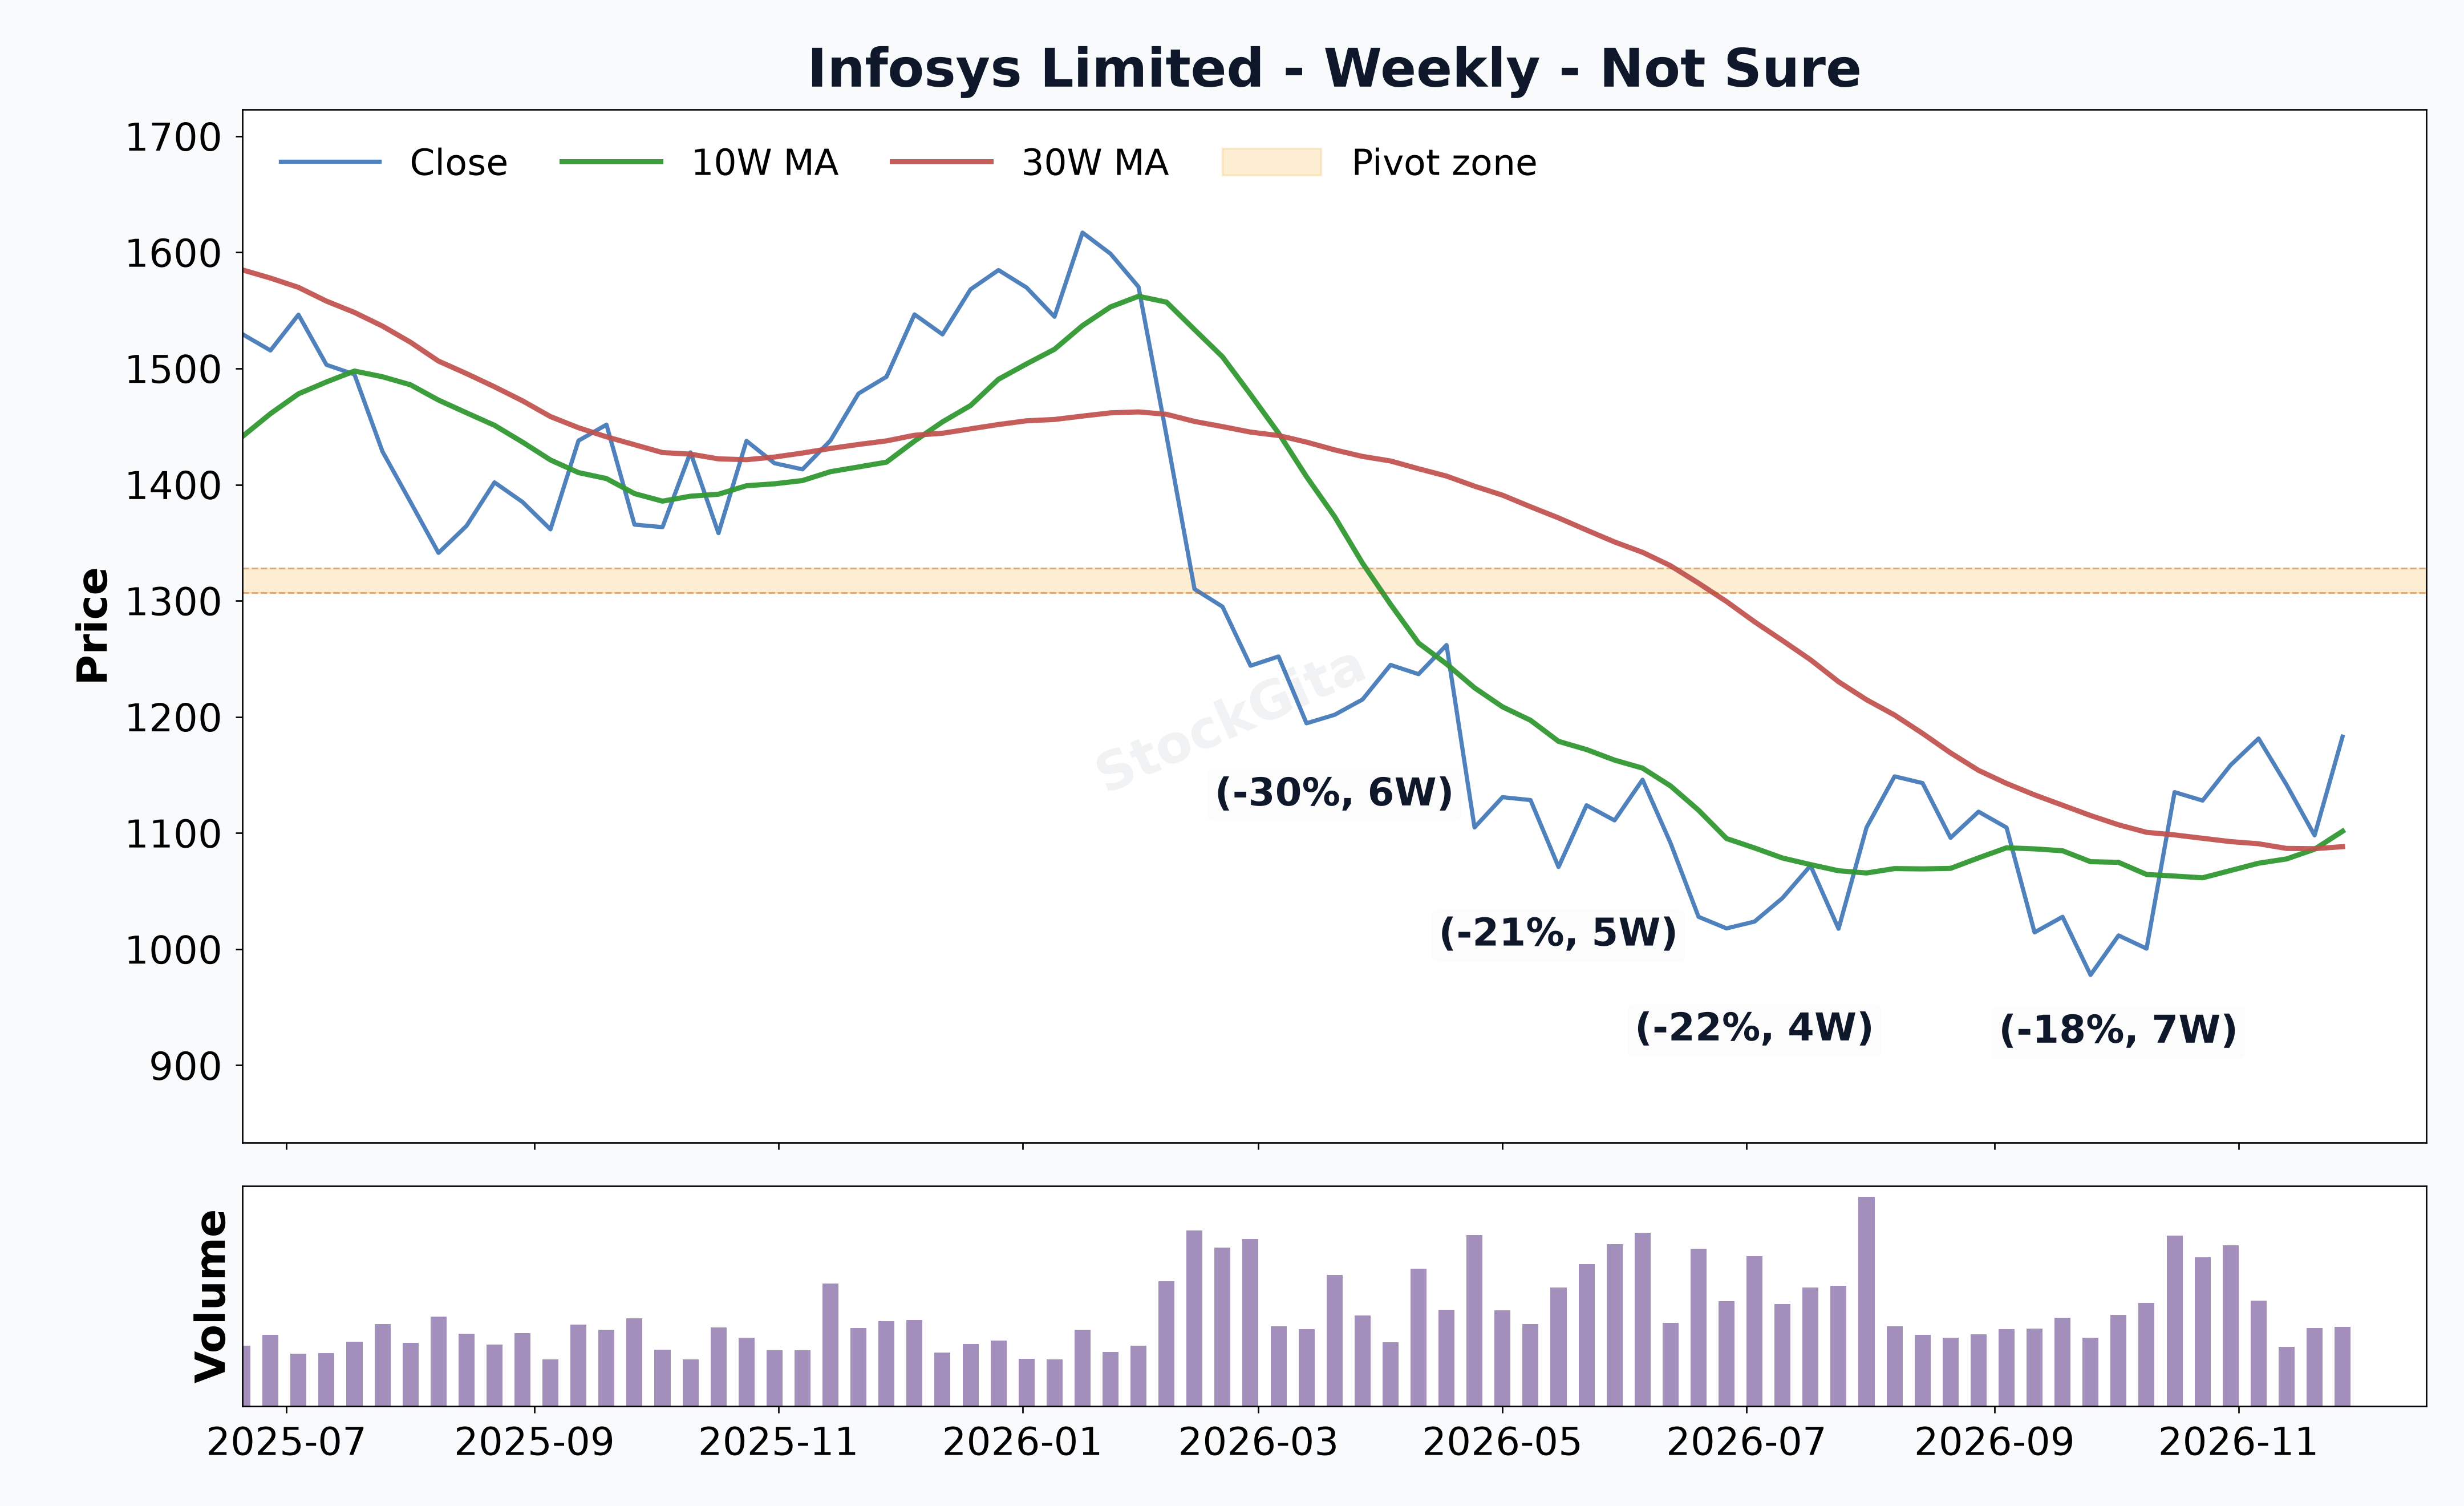 Infosys Limited - Weekly - Not Sure
Close 10W MA 30W MA Pivot zone
Price
1700
1600
1500
1400
1300
1200
1100
1000
900
StockGita
(-30%, 6W)
(-21%, 5W)
(-22%, 4W)
(-18%, 7W)
Volume
2025-07 2025-09 2025-11 2026-01 2026-03 2026-05 2026-07 2026-09 2026-11